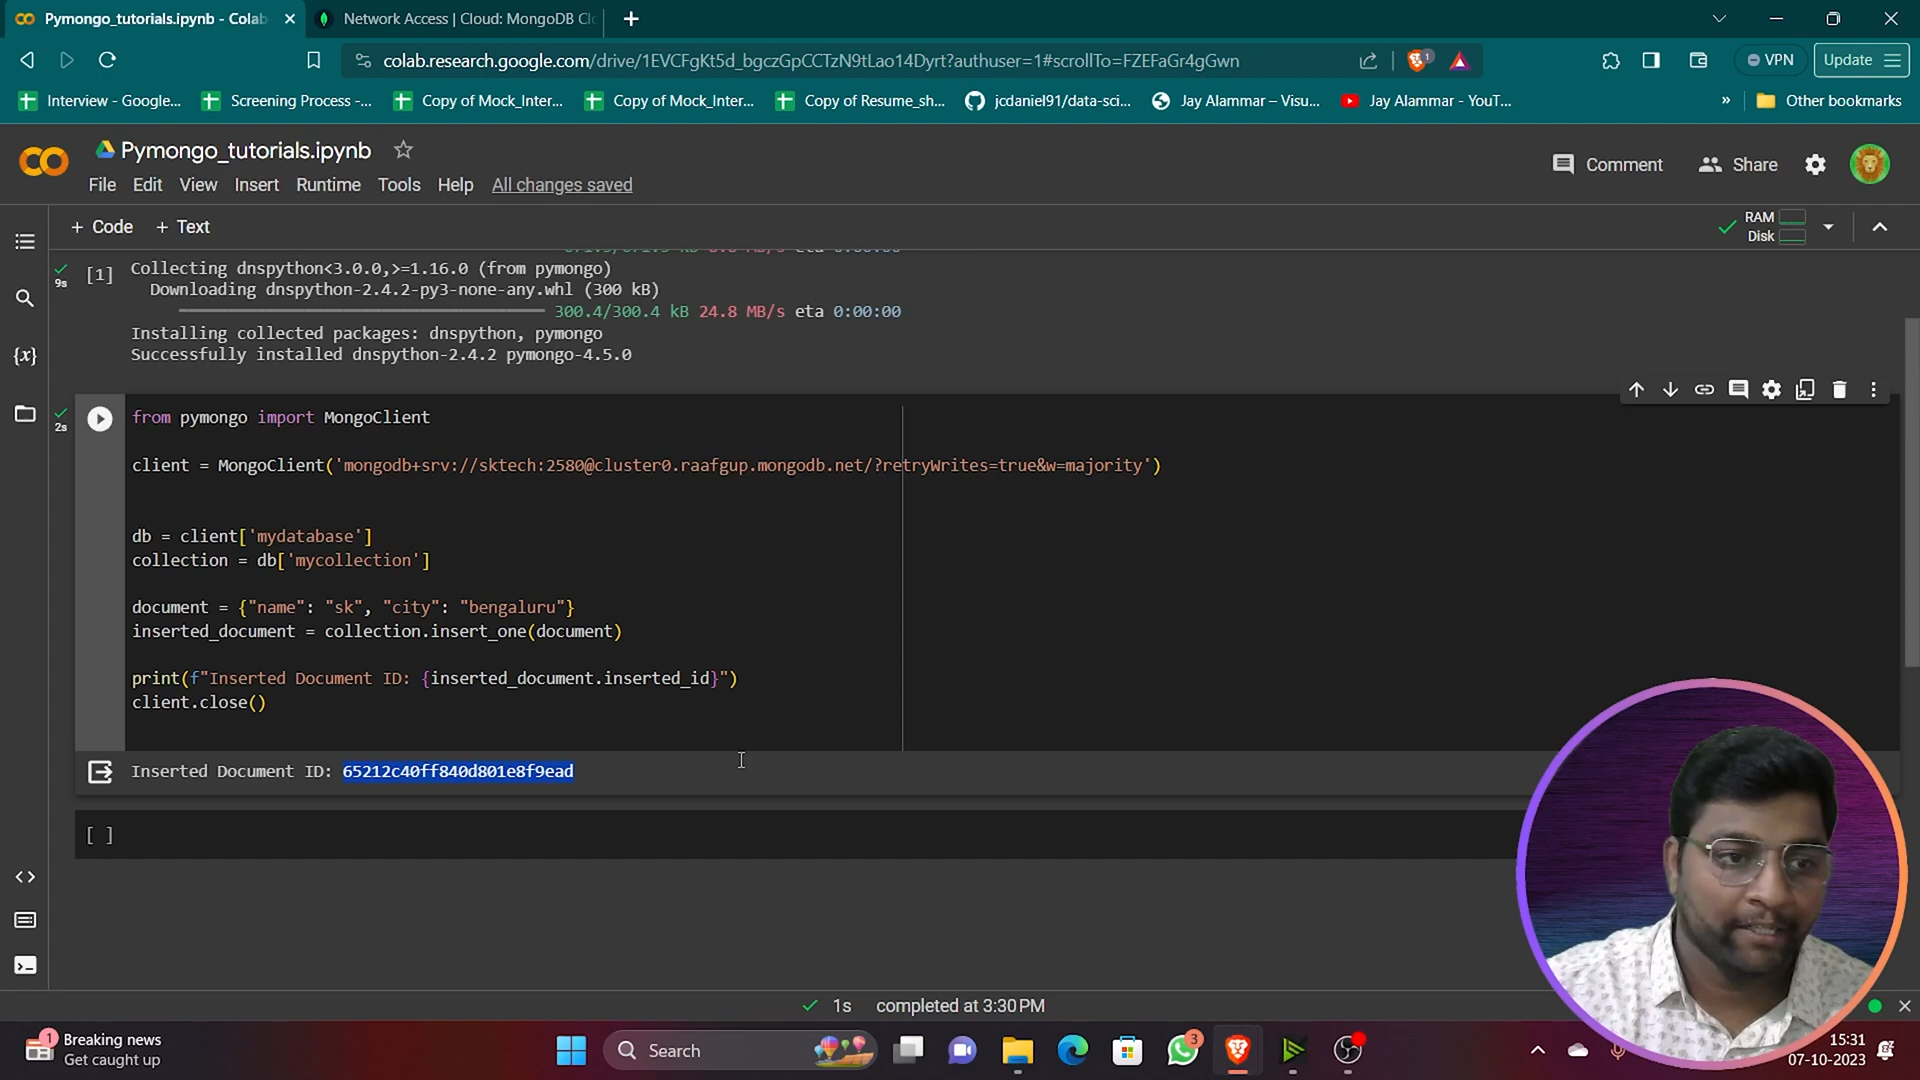 Pymongo_tutorials.ipynb - Colab
Network Access | Cloud: MongoDB Cl
colab.research.google.com/drive/1EVCFgKt5d_bgczGpCCTzN9tLao14Dyrt?authuser=1#scrollTo=FZEFaGr4gGwn
1
VPN
Update
Interview - Google...
Screening Process -...
Copy of Mock_Inter...
Copy of Mock_Inter...
Copy of Resume_sh...
jcdaniel91/data-sci...
Jay Alammar – Visu...
Jay Alammar - YouT...
»
Other bookmarks
Pymongo_tutorials.ipynb
Comment
Share
File Edit View Insert Runtime Tools Help All changes saved
+ Code + Text
RAM
Disk
9s
[1]
Collecting dnspython<3.0.0,>=1.16.0 (from pymongo)
Downloading dnspython-2.4.2-py3-none-any.whl (300 kB)
300.4/300.4 kB 24.8 MB/s eta 0:00:00
Installing collected packages: dnspython, pymongo
Successfully installed dnspython-2.4.2 pymongo-4.5.0
2s
from pymongo import MongoClient
client = MongoClient('mongodb+srv://sktech:2580@cluster0.raafgup.mongodb.net/?retryWrites=true&w=majority')
db = client['mydatabase']
collection = db['mycollection']
document = {"name": "sk", "city": "bengaluru"}
inserted_document = collection.insert_one(document)
print(f"Inserted Document ID: {inserted_document.inserted_id}")
client.close()
Inserted Document ID: 65212c40ff840d801e8f9ead
[ ]
1s completed at 3:30 PM
1
Breaking news
Get caught up
Search
3
15:31
07-10-2023